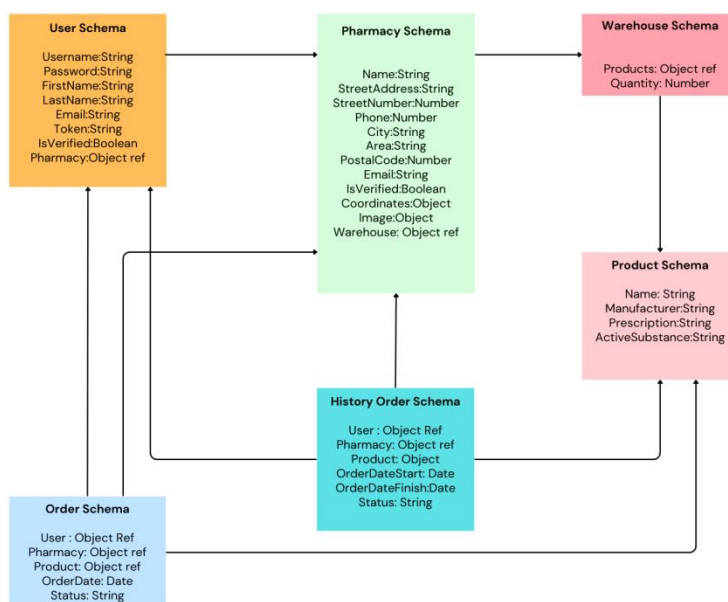 User Schema
Username:String
Password:String
FirstName:String
LastName:String
Email:String
Token:String
IsVerified:Boolean
Pharmacy:Object ref
Pharmacy Schema
Name:String
StreetAddress:String
StreetNumber:Number
Phone:Number
City:String
Area:String
PostalCode:Number
Email:String
IsVerified:Boolean
Coordinates:Object
Image:Object
Warehouse: Object ref
Warehouse Schema
Products: Object ref
Quantity: Number
Product Schema
Name: String
Manufacturer:String
Prescription:String
ActiveSubstance:String
History Order Schema
User : Object Ref
Pharmacy: Object ref
Product: Object
OrderDateStart: Date
OrderDateFinish:Date
Status: String
Order Schema
User : Object Ref
Pharmacy: Object ref
Product: Object ref
OrderDate: Date
Status: String